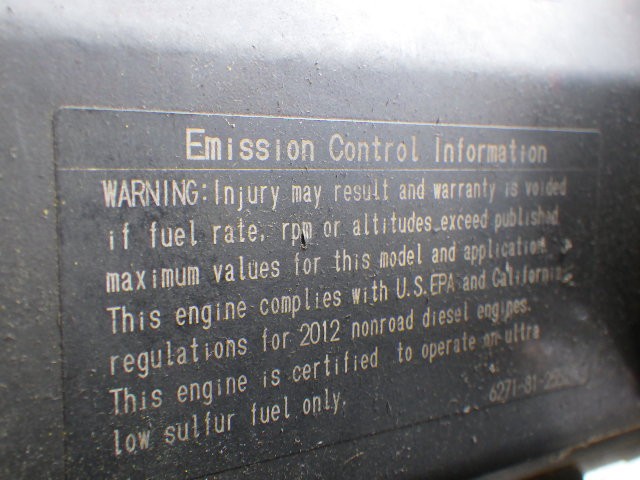 Emission Control Information
WARNING: Injury may result and warranty is voided
if fuel rate, rpm or altitudes exceed published
maximum values for this model and application
This engine complies with U.S.EPA and California
regulations for 2012 nonroad diesel engines.
This engine is certified to operate on ultra
low sulfur fuel only.
6271-81-